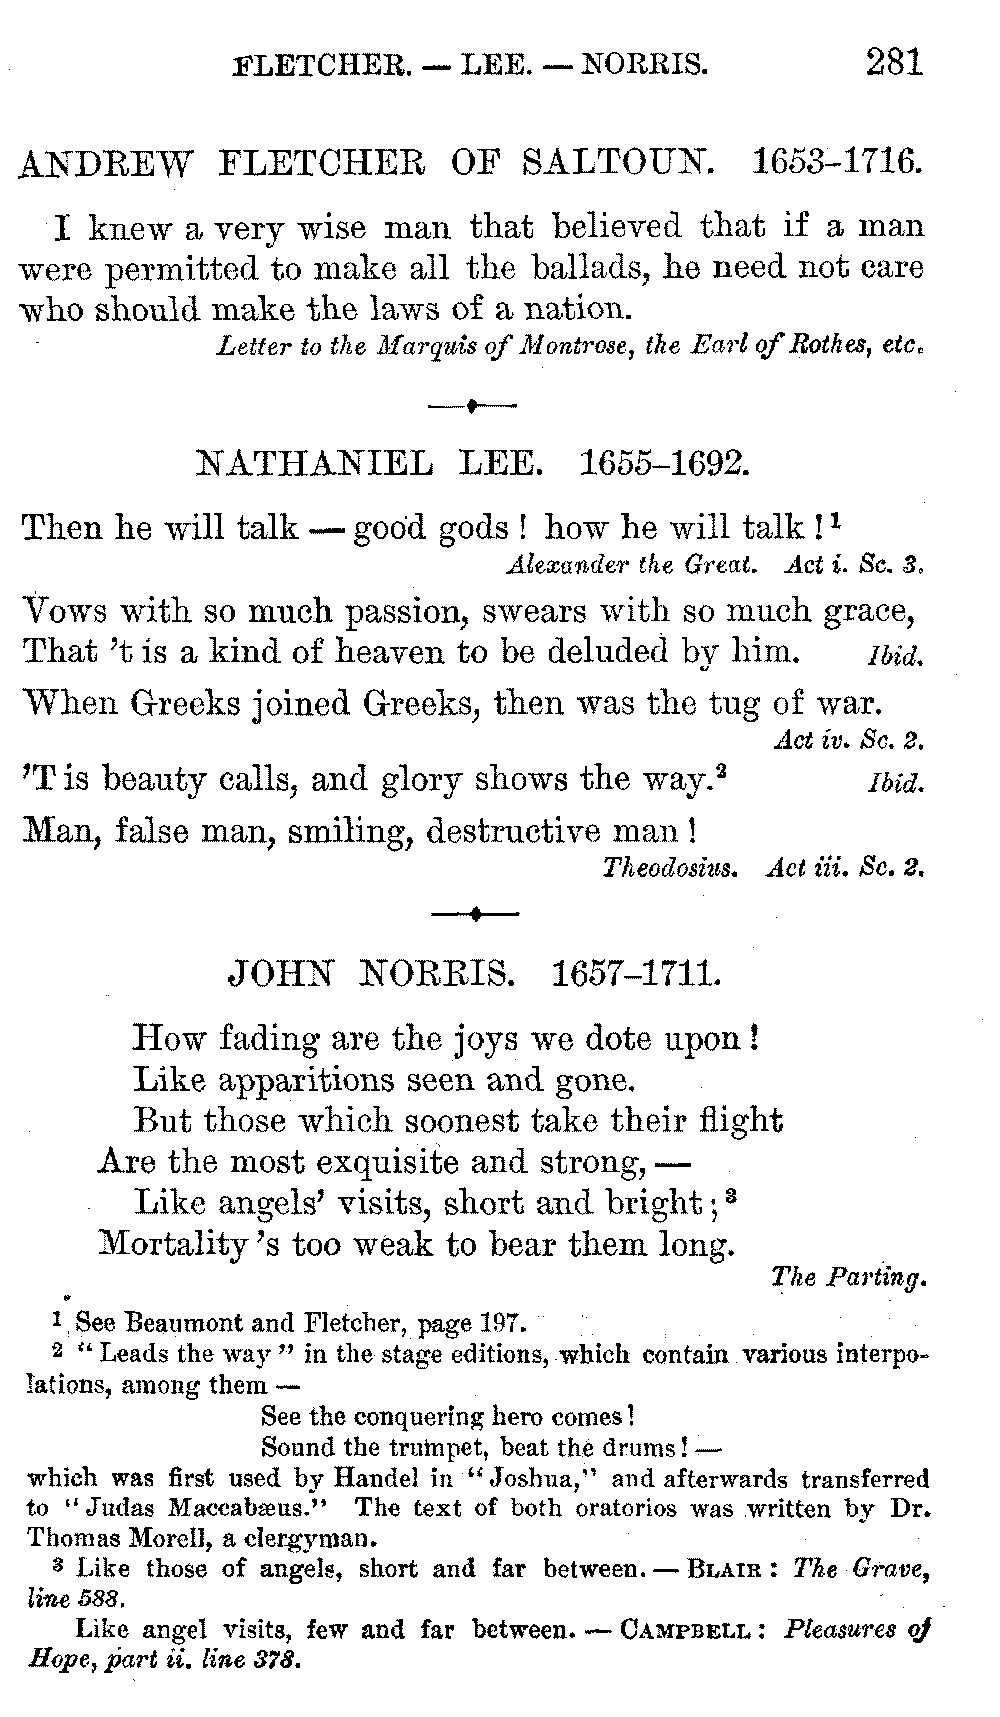 FLETCHER. — LEE. — NORRIS. 281
ANDREW FLETCHER OF SALTOUN. 1653–1716.
I knew a very wise man that believed that if a man
were permitted to make all the ballads, he need not care
who should make the laws of a nation.
Letter to the Marquis of Montrose, the Earl of Rothes, etc.
NATHANIEL LEE. 1655–1692.
Then he will talk — good gods ! how he will talk !¹
Alexander the Great. Act i. Sc. 3.
Vows with so much passion, swears with so much grace,
That 't is a kind of heaven to be deluded by him. Ibid.
When Greeks joined Greeks, then was the tug of war.
Act iv. Sc. 2.
'T is beauty calls, and glory shows the way.² Ibid.
Man, false man, smiling, destructive man !
Theodosius. Act iii. Sc. 2.
JOHN NORRIS. 1657–1711.
How fading are the joys we dote upon !
Like apparitions seen and gone.
But those which soonest take their flight
Are the most exquisite and strong, —
Like angels' visits, short and bright ;³
Mortality 's too weak to bear them long.
The Parting.
¹ See Beaumont and Fletcher, page 197.
² “ Leads the way ” in the stage editions, which contain various interpo-
lations, among them —
See the conquering hero comes !
Sound the trumpet, beat the drums ! —
which was first used by Handel in “ Joshua,” and afterwards transferred
to “ Judas Maccabæus.” The text of both oratorios was written by Dr.
Thomas Morell, a clergyman.
³ Like those of angels, short and far between. — BLAIR : The Grave,
line 588.
Like angel visits, few and far between. — CAMPBELL : Pleasures of
Hope, part ii. line 378.